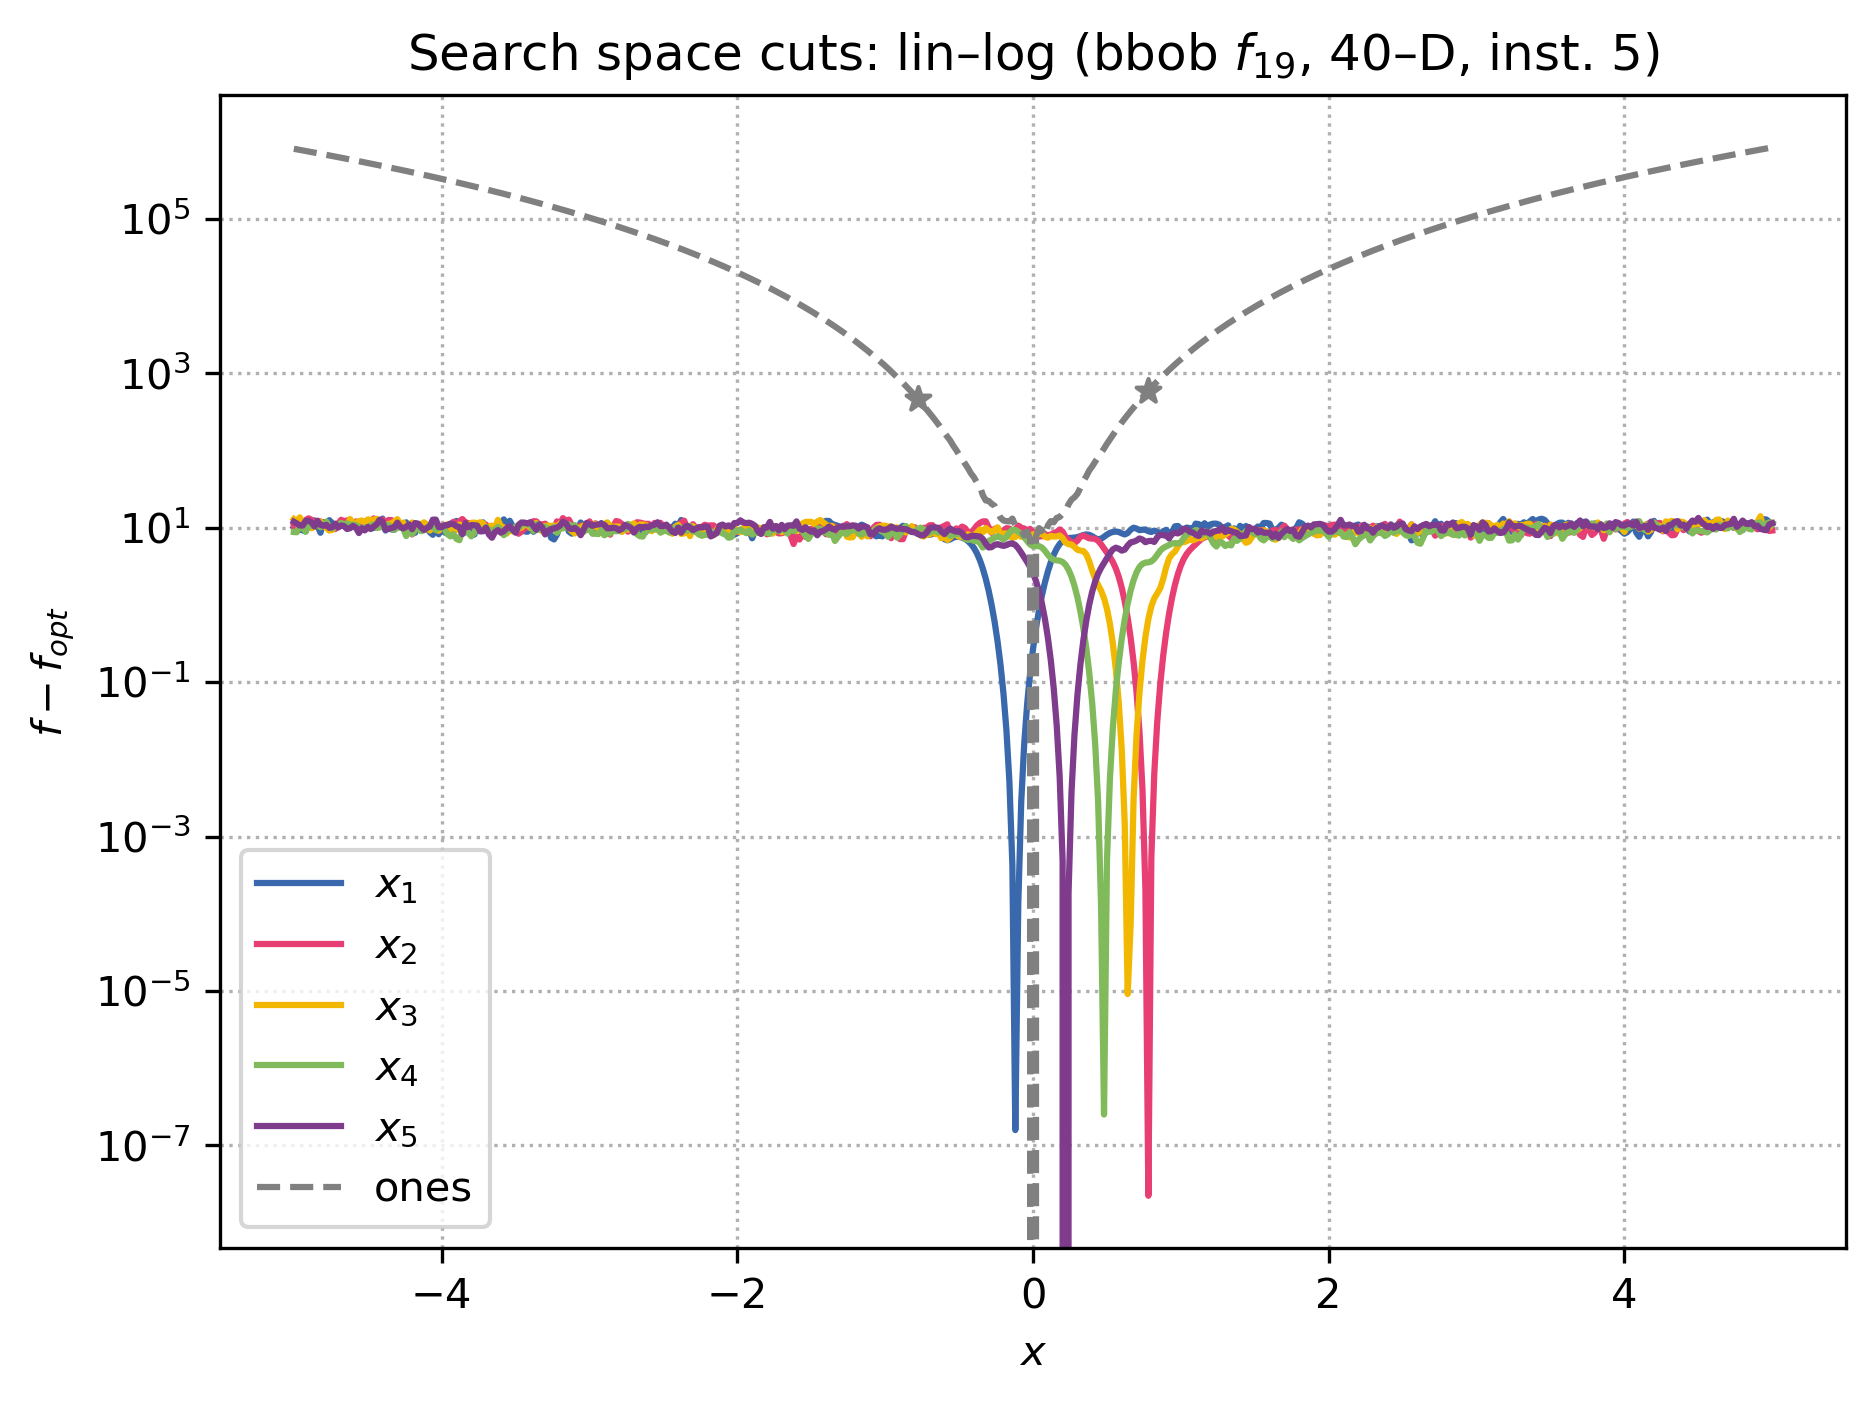 Search space cuts: lin–log (bbob f19, 40–D, inst. 5)
f − fopt
10^5
10^3
10^1
10^−1
10^−3
10^−5
10^−7
x1
x2
x3
x4
x5
ones
−4
−2
0
2
4
x